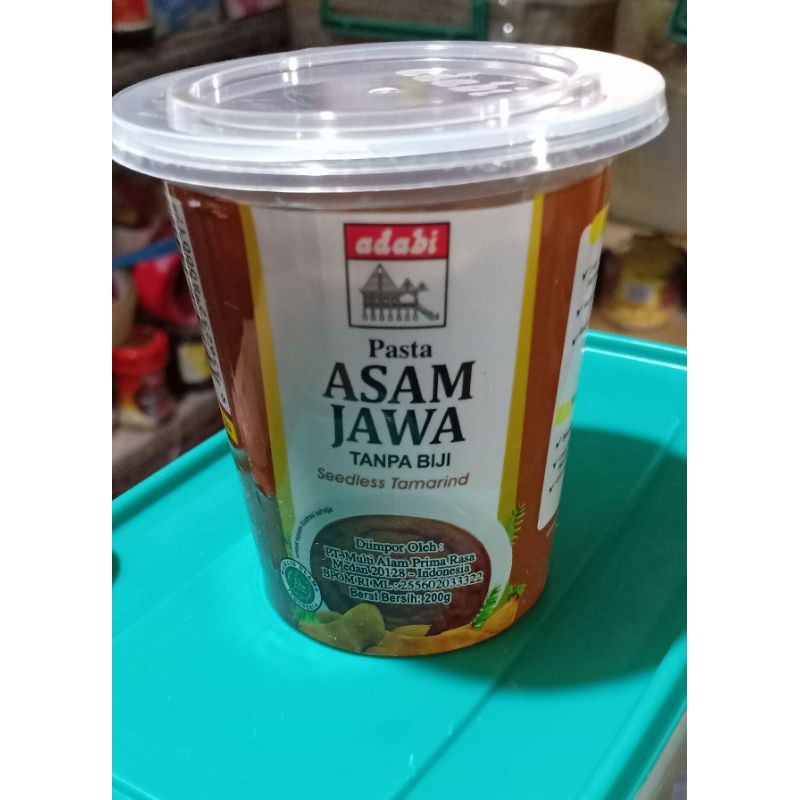 adabi
adabi
Pasta
ASAM
JAWA
TANPA BIJI
Seedless Tamarind
Diimpor Oleh :
PT. Multi Alam Prima Rasa
Medan 20128 - Indonesia
BPOM RI ML : 255602033322
Berat Bersih: 200g